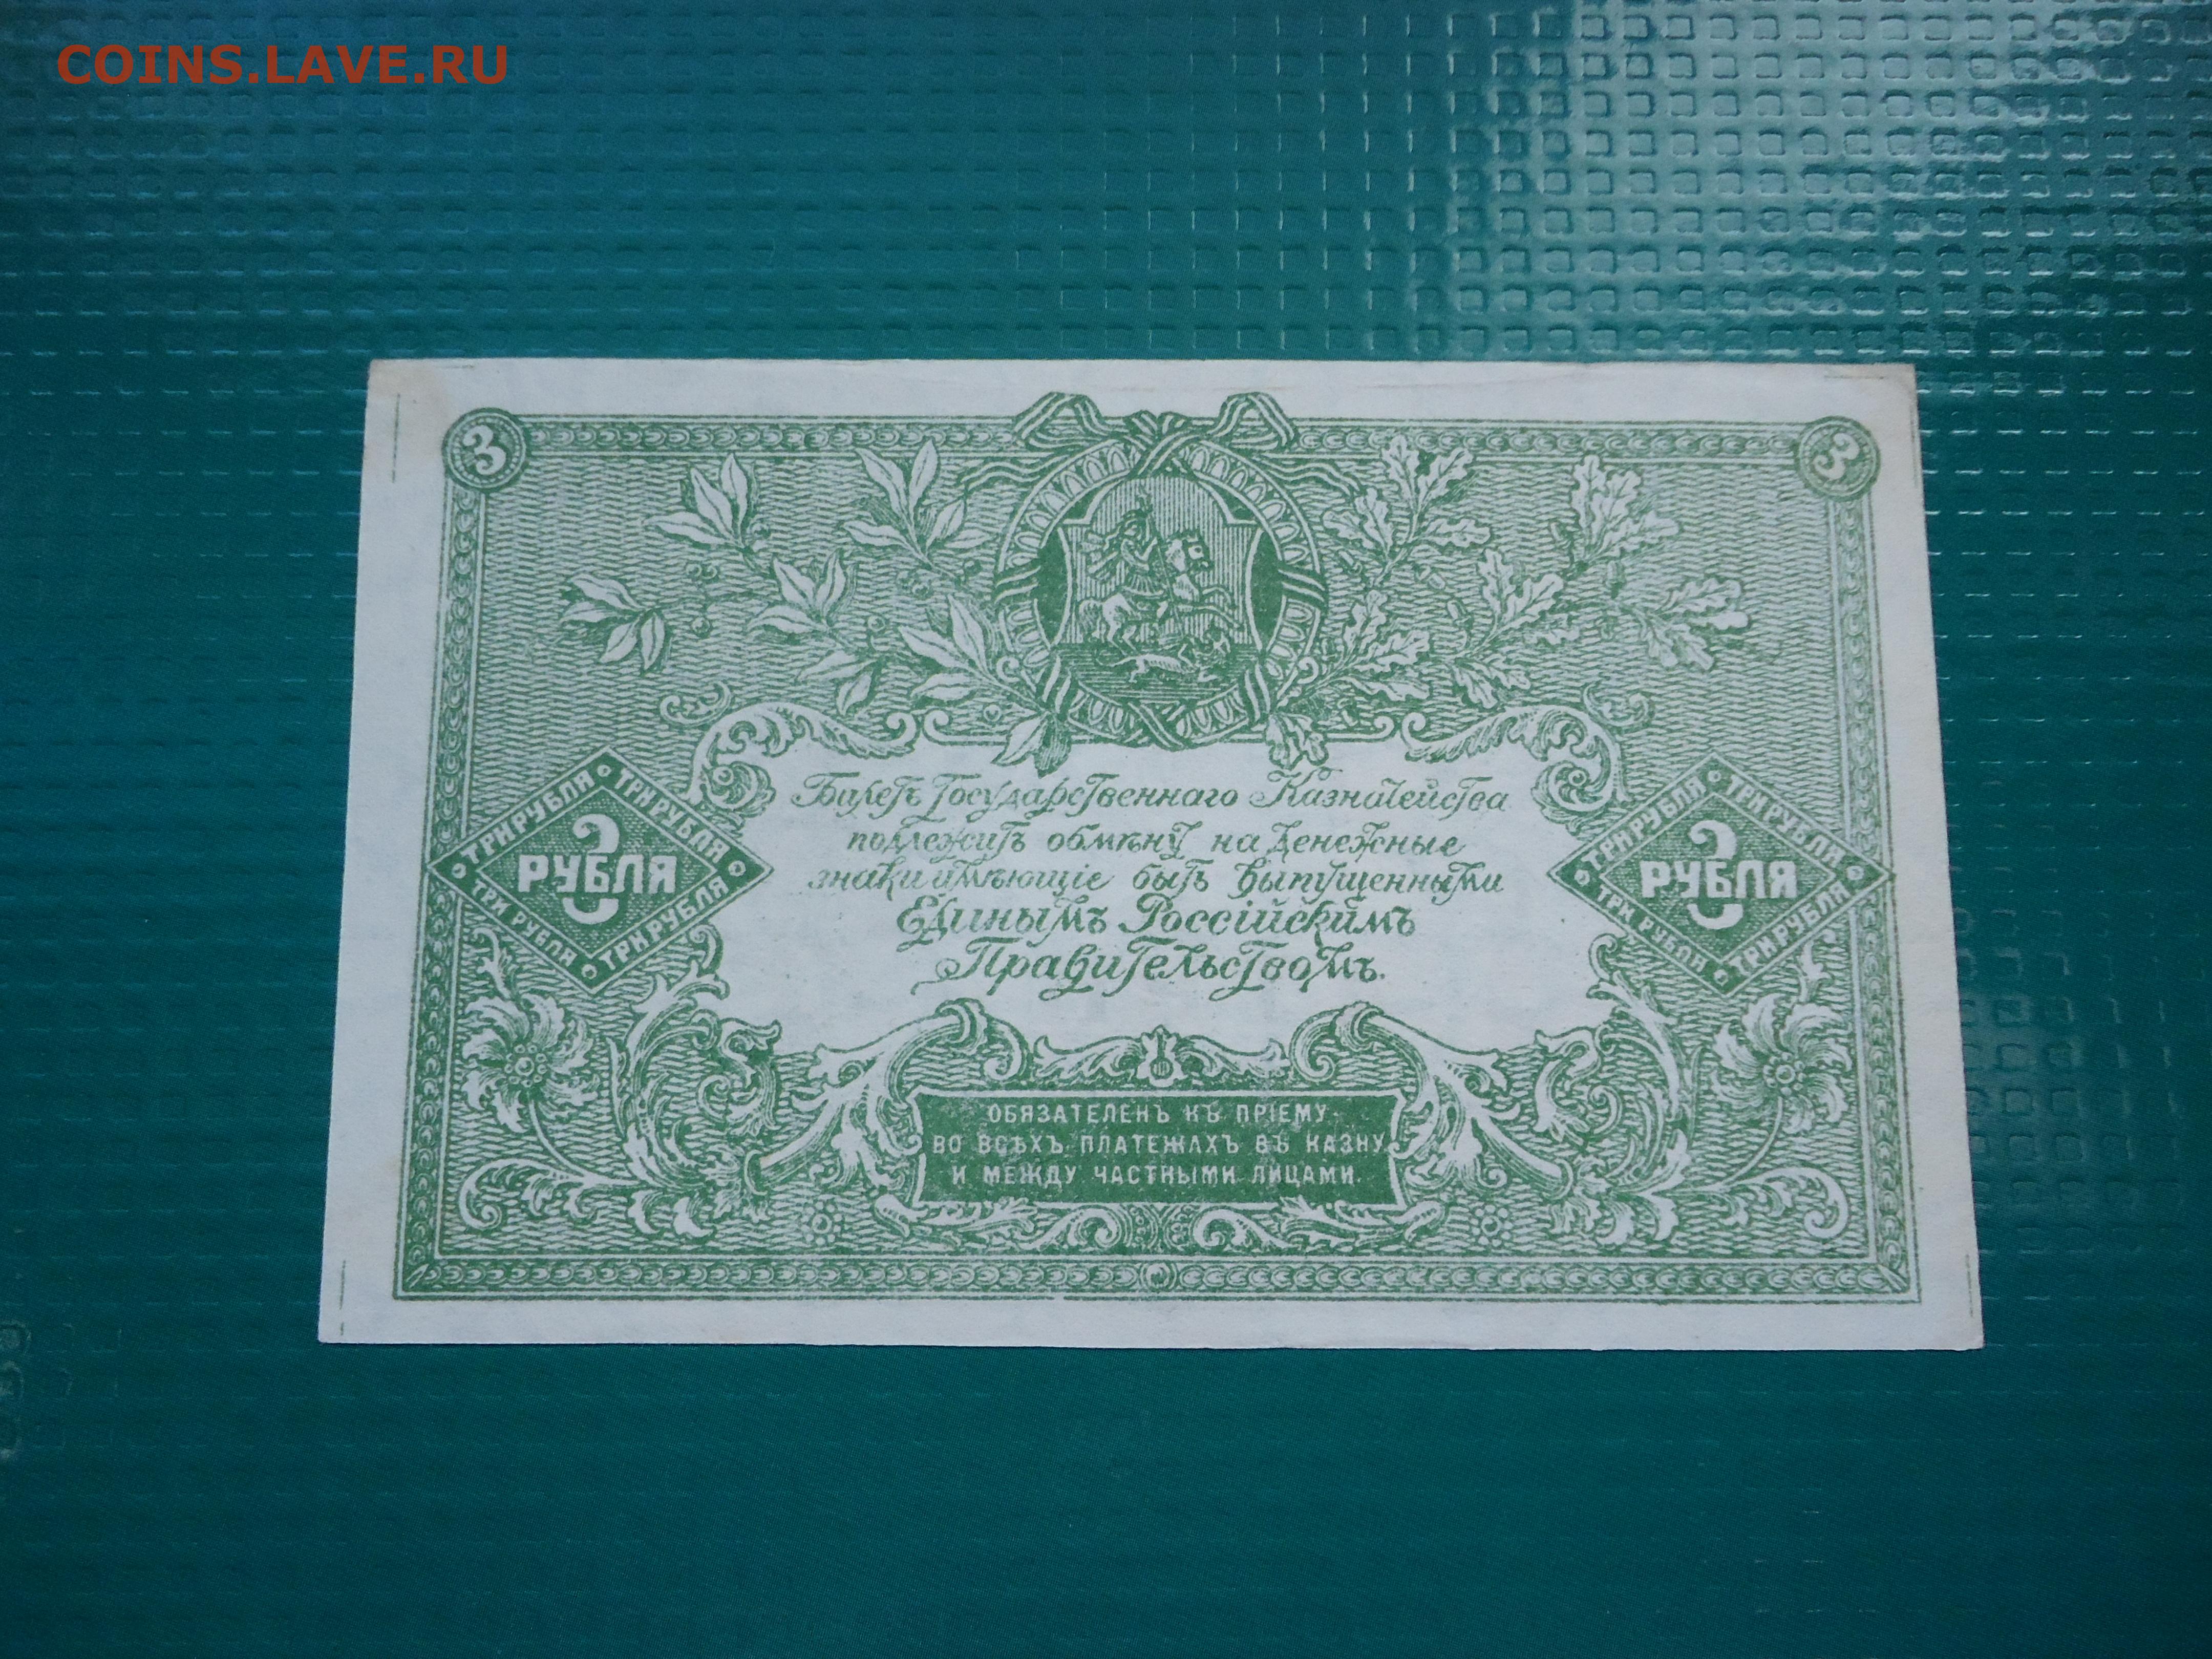 COINS.LAVE.RU
3
3
Билетъ Государственнаго Казначейства
подлежитъ обмѣну на денежные
знаки имѣющіе быть выпущенными
Единымъ Россійскимъ
Правительствомъ.
ТРИ РУБЛЯ ТРИ РУБЛЯ
3
РУБЛЯ
ТРИ РУБЛЯ ТРИ РУБЛЯ
ТРИ РУБЛЯ ТРИ РУБЛЯ
3
РУБЛЯ
ТРИ РУБЛЯ ТРИ РУБЛЯ
ОБЯЗАТЕЛЕНЪ КЪ ПРІЕМУ
ВО ВСѢХЪ ПЛАТЕЖАХЪ ВЪ КАЗНУ
И МЕЖДУ ЧАСТНЫМИ ЛИЦАМИ.